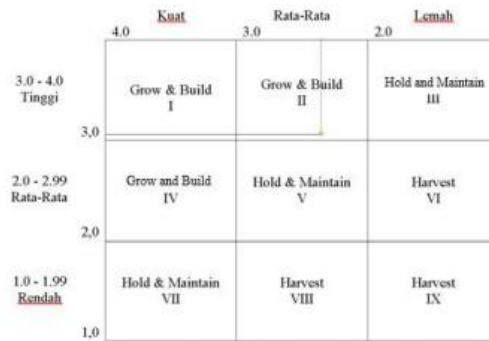 Kuat Rata-Rata Lemah
4.0 3.0 2.0
3.0 - 4.0
Tinggi
Grow & Build
I
Grow & Build
II
Hold and Maintain
III
3,0
2.0 - 2.99
Rata-Rata
Grow and Build
IV
Hold & Maintain
V
Harvest
VI
2,0
1.0 - 1.99
Rendah
Hold & Maintain
VII
Harvest
VIII
Harvest
IX
1,0